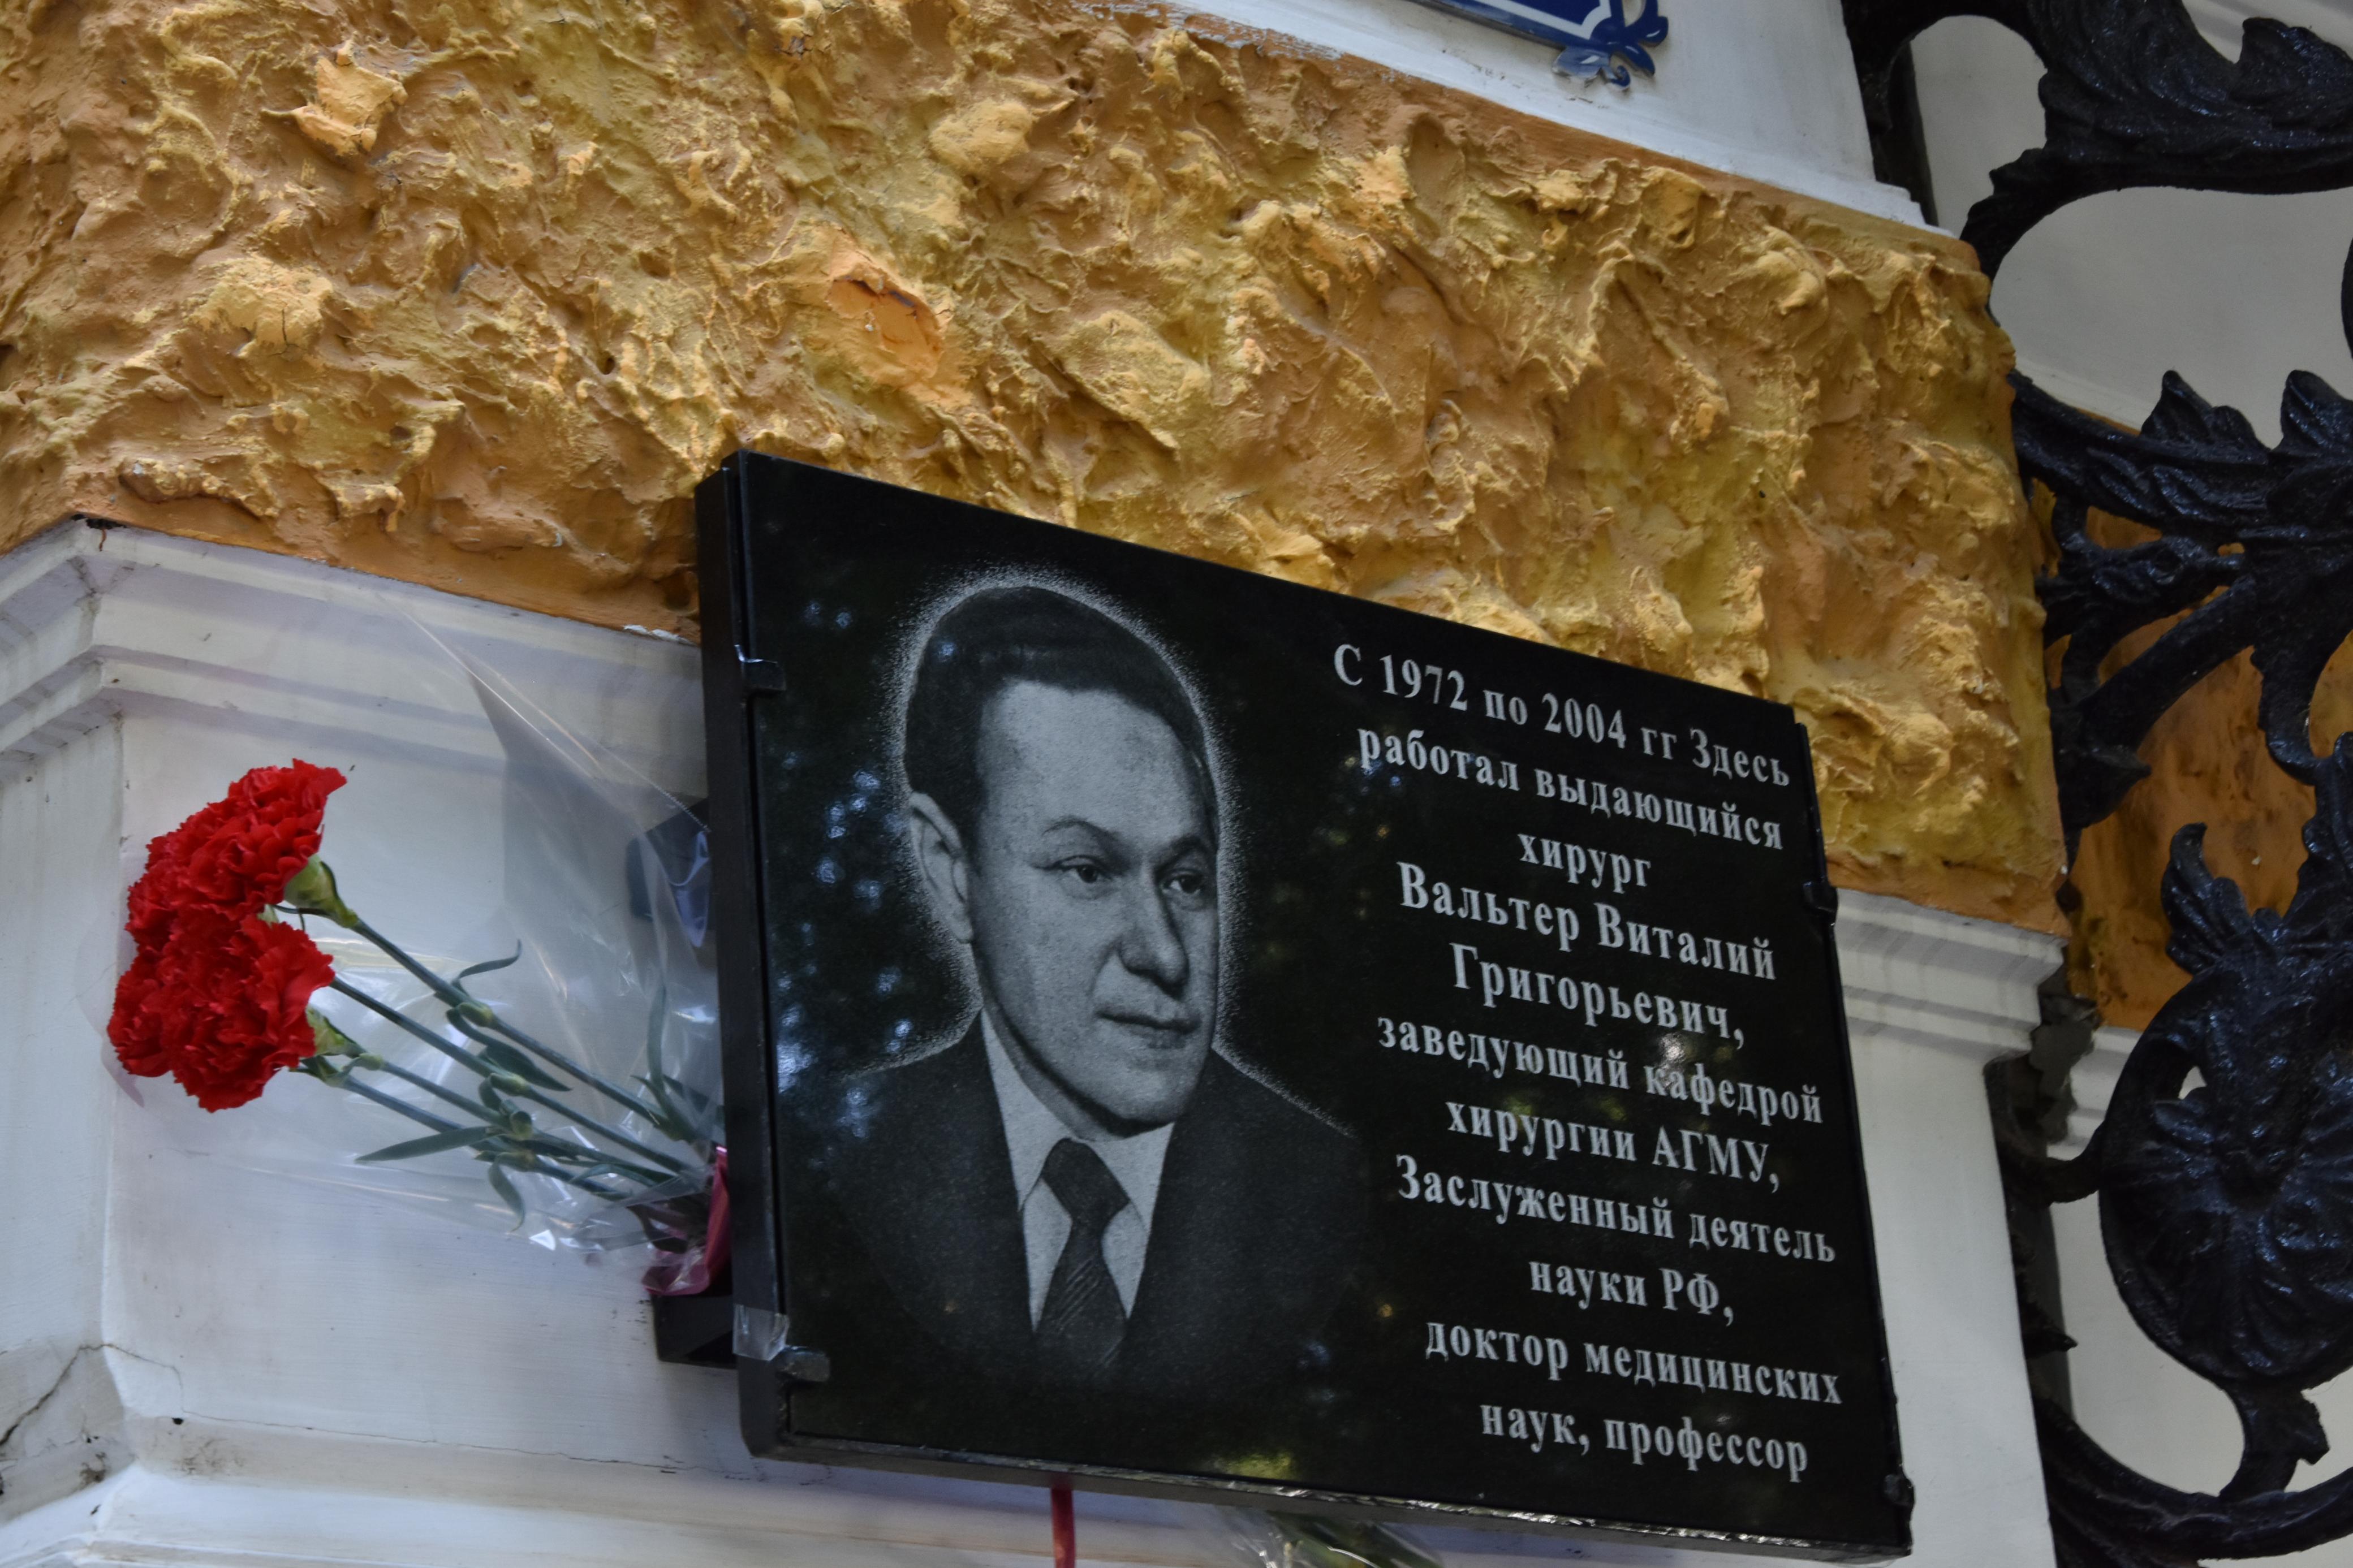 С 1972 по 2004 гг Здесь
работал выдающийся
хирург
Вальтер Виталий
Григорьевич,
заведующий кафедрой
хирургии АГМУ,
Заслуженный деятель
науки РФ,
доктор медицинских
наук, профессор